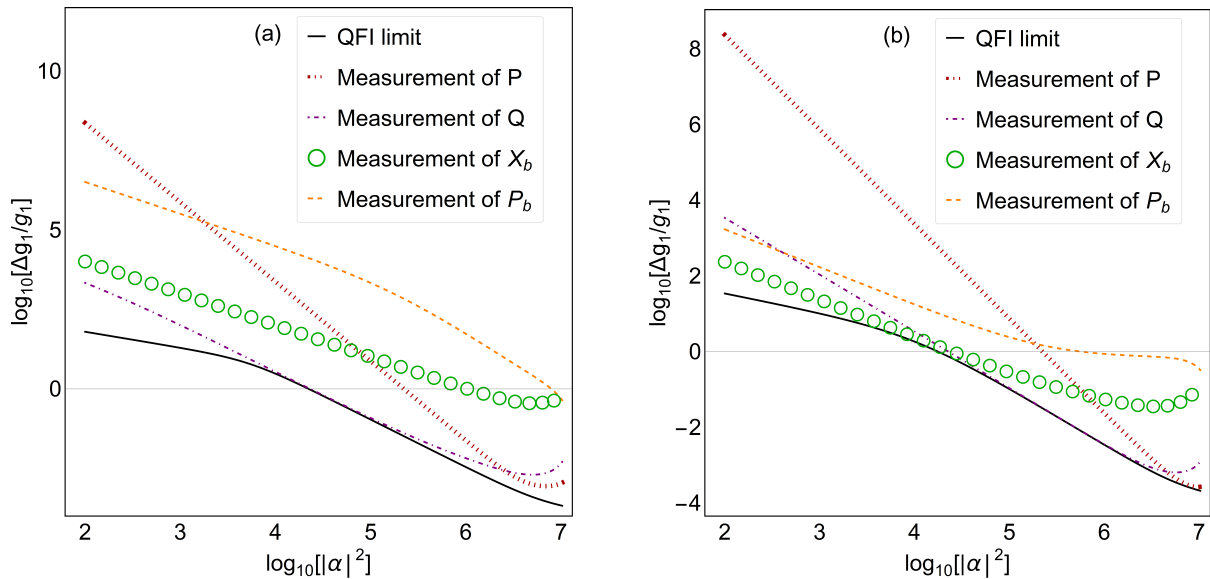 (a)
QFI limit
Measurement of P
Measurement of Q
Measurement of X_b
Measurement of P_b
10
5
0
log₁₀[Δg₁/g₁]
2 3 4 5 6 7
log₁₀[|α|²]
(b)
QFI limit
Measurement of P
Measurement of Q
Measurement of X_b
Measurement of P_b
8
6
4
2
0
−2
−4
log₁₀[Δg₁/g₁]
2 3 4 5 6 7
log₁₀[|α|²]